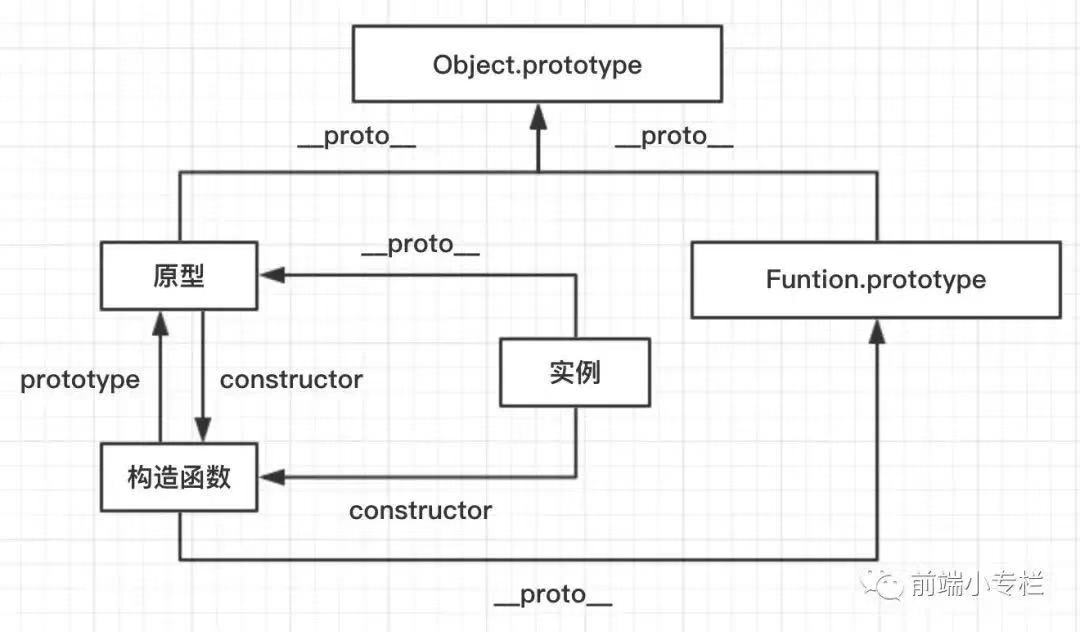 Object.prototype
__proto__
__proto__
__proto__
原型
Funtion.prototype
实例
prototype
constructor
构造函数
constructor
__proto__
前端小专栏